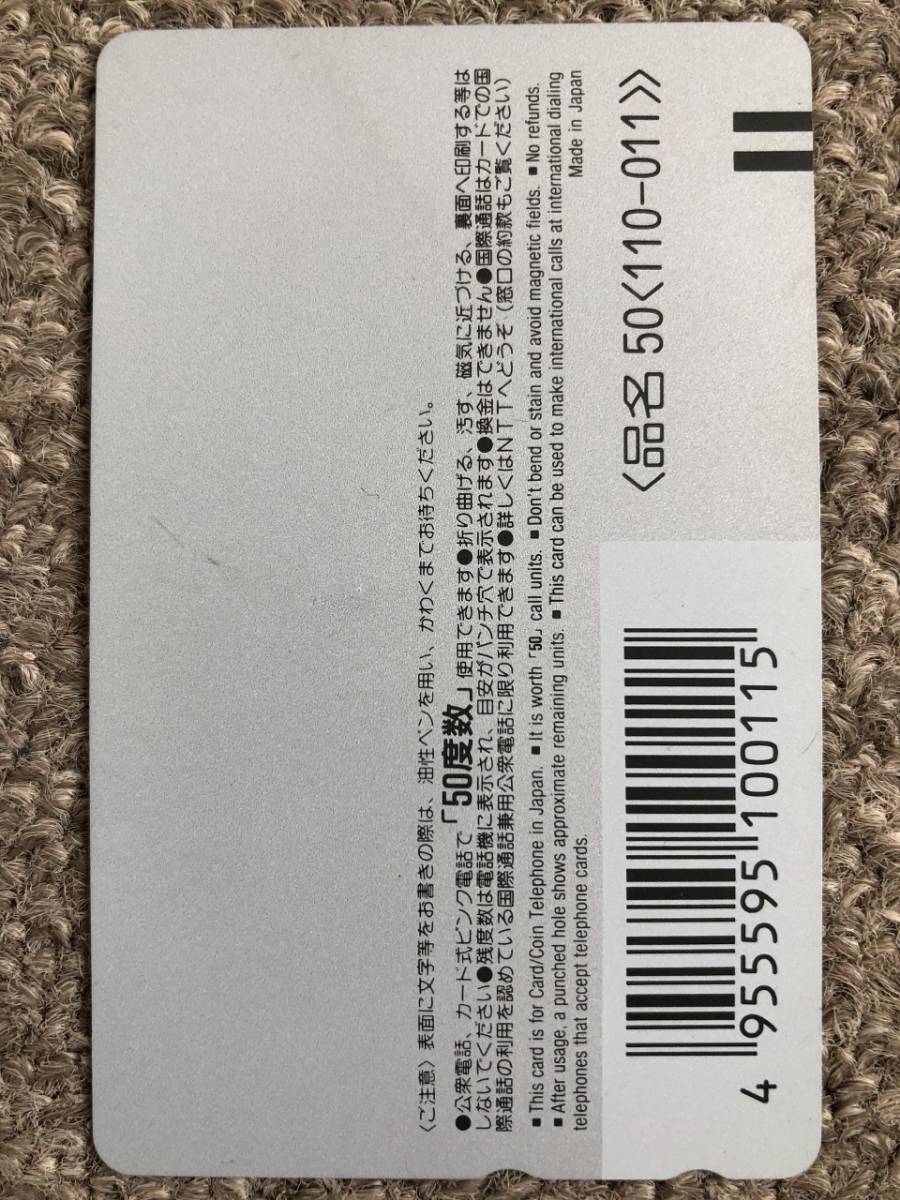 〈ご注意〉表面に文字等をお書きの際は、油性ペンを用い、かわくまでお待ちください。
●公衆電話、カード式ピンク電話で「50度数」使用できます●折り曲げる、汚す、磁気に近づける、裏面へ印刷する等は
しないでください●残度数は電話機に表示され、目安がパンチ穴で表示されます●換金はできません●国際通話はカードでの国
際通話の利用を認めている国際通話兼用公衆電話に限り利用できます●詳しくはNTTへどうぞ(窓口の約款もご覧ください)
■ This card is for Card/Coin Telephone in Japan. ■ It is worth「50」call units. ■ Don't bend or stain and avoid magnetic fields. ■ No refunds.
■ After usage, a punched hole shows approximate remaining units. ■ This card can be used to make international calls at international dialing
telephones that accept telephone cards.
Made in Japan
〈品名 50〈110-011〉〉
4 955595 100115